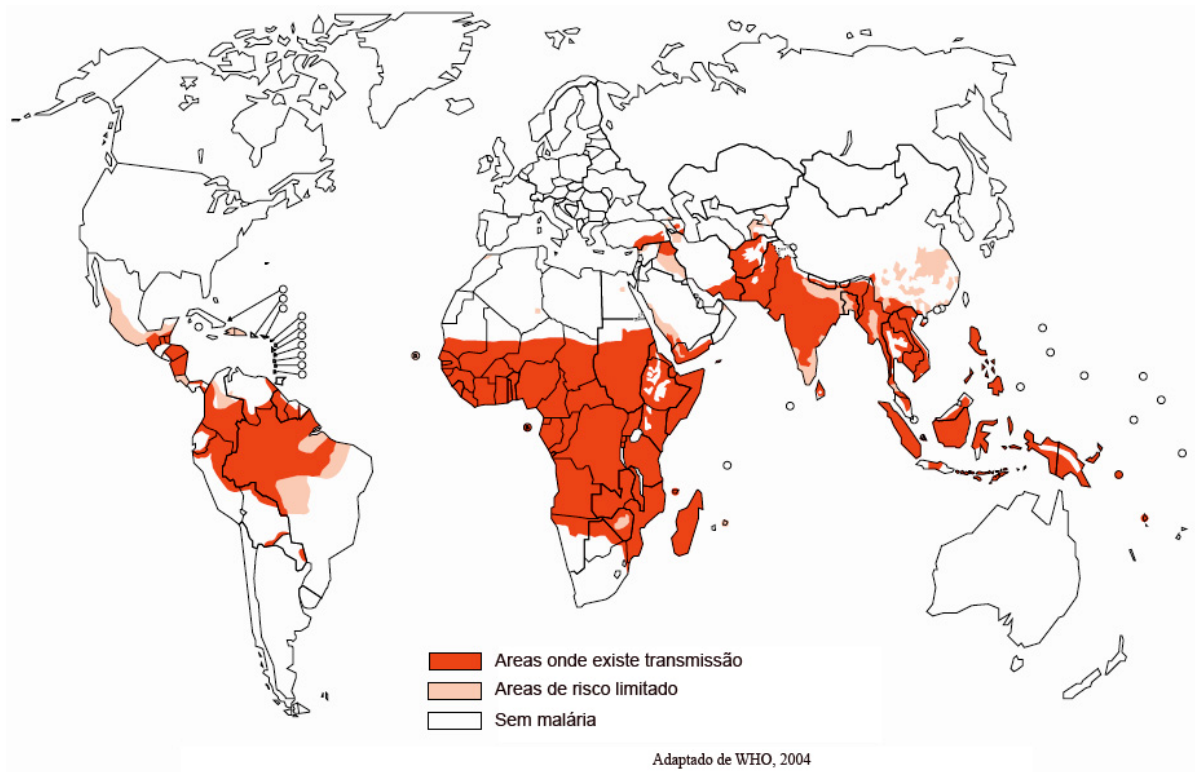 Areas onde existe transmissão
Areas de risco limitado
Sem malária
Adaptado de WHO, 2004